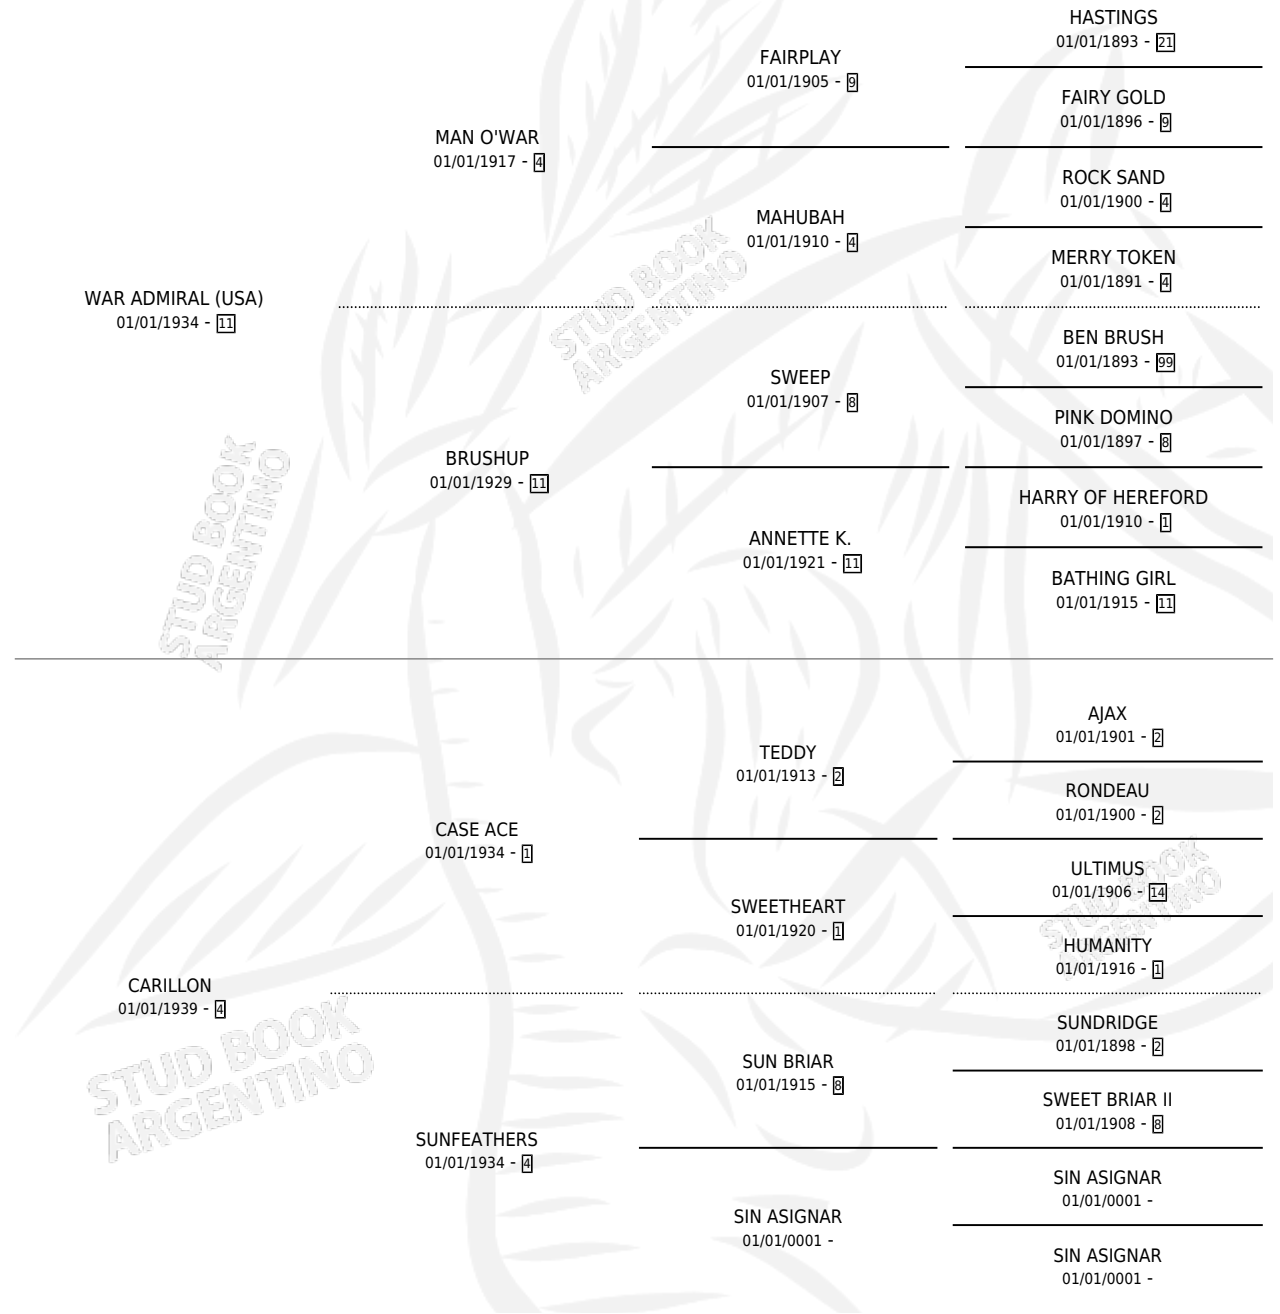 HASTINGS
01/01/1893 - 21
FAIRPLAY
01/01/1905 - 9
FAIRY GOLD
01/01/1896 - 9
MAN O'WAR
01/01/1917 - 4
ROCK SAND
01/01/1900 - 4
MAHUBAH
01/01/1910 - 4
MERRY TOKEN
01/01/1891 - 4
WAR ADMIRAL (USA)
01/01/1934 - 11
STUD BOOK
ARGENTINO
BEN BRUSH
01/01/1893 - 99
SWEEP
01/01/1907 - 8
PINK DOMINO
01/01/1897 - 8
BRUSHUP
01/01/1929 - 11
HARRY OF HEREFORD
01/01/1910 - 1
ANNETTE K.
01/01/1921 - 11
BATHING GIRL
01/01/1915 - 11
STUD BOOK
ARGENTINO
AJAX
01/01/1901 - 2
TEDDY
01/01/1913 - 2
RONDEAU
01/01/1900 - 2
CASE ACE
01/01/1934 - 1
ULTIMUS
01/01/1906 - 14
SWEETHEART
01/01/1920 - 1
STUD BOOK
ARGENTINO
HUMANITY
01/01/1916 - 1
CARILLON
01/01/1939 - 4
STUD BOOK
ARGENTINO
SUNDRIDGE
01/01/1898 - 2
SUN BRIAR
01/01/1915 - 8
SWEET BRIAR II
01/01/1908 - 8
SUNFEATHERS
01/01/1934 - 4
SIN ASIGNAR
01/01/0001 -
SIN ASIGNAR
01/01/0001 -
SIN ASIGNAR
01/01/0001 -